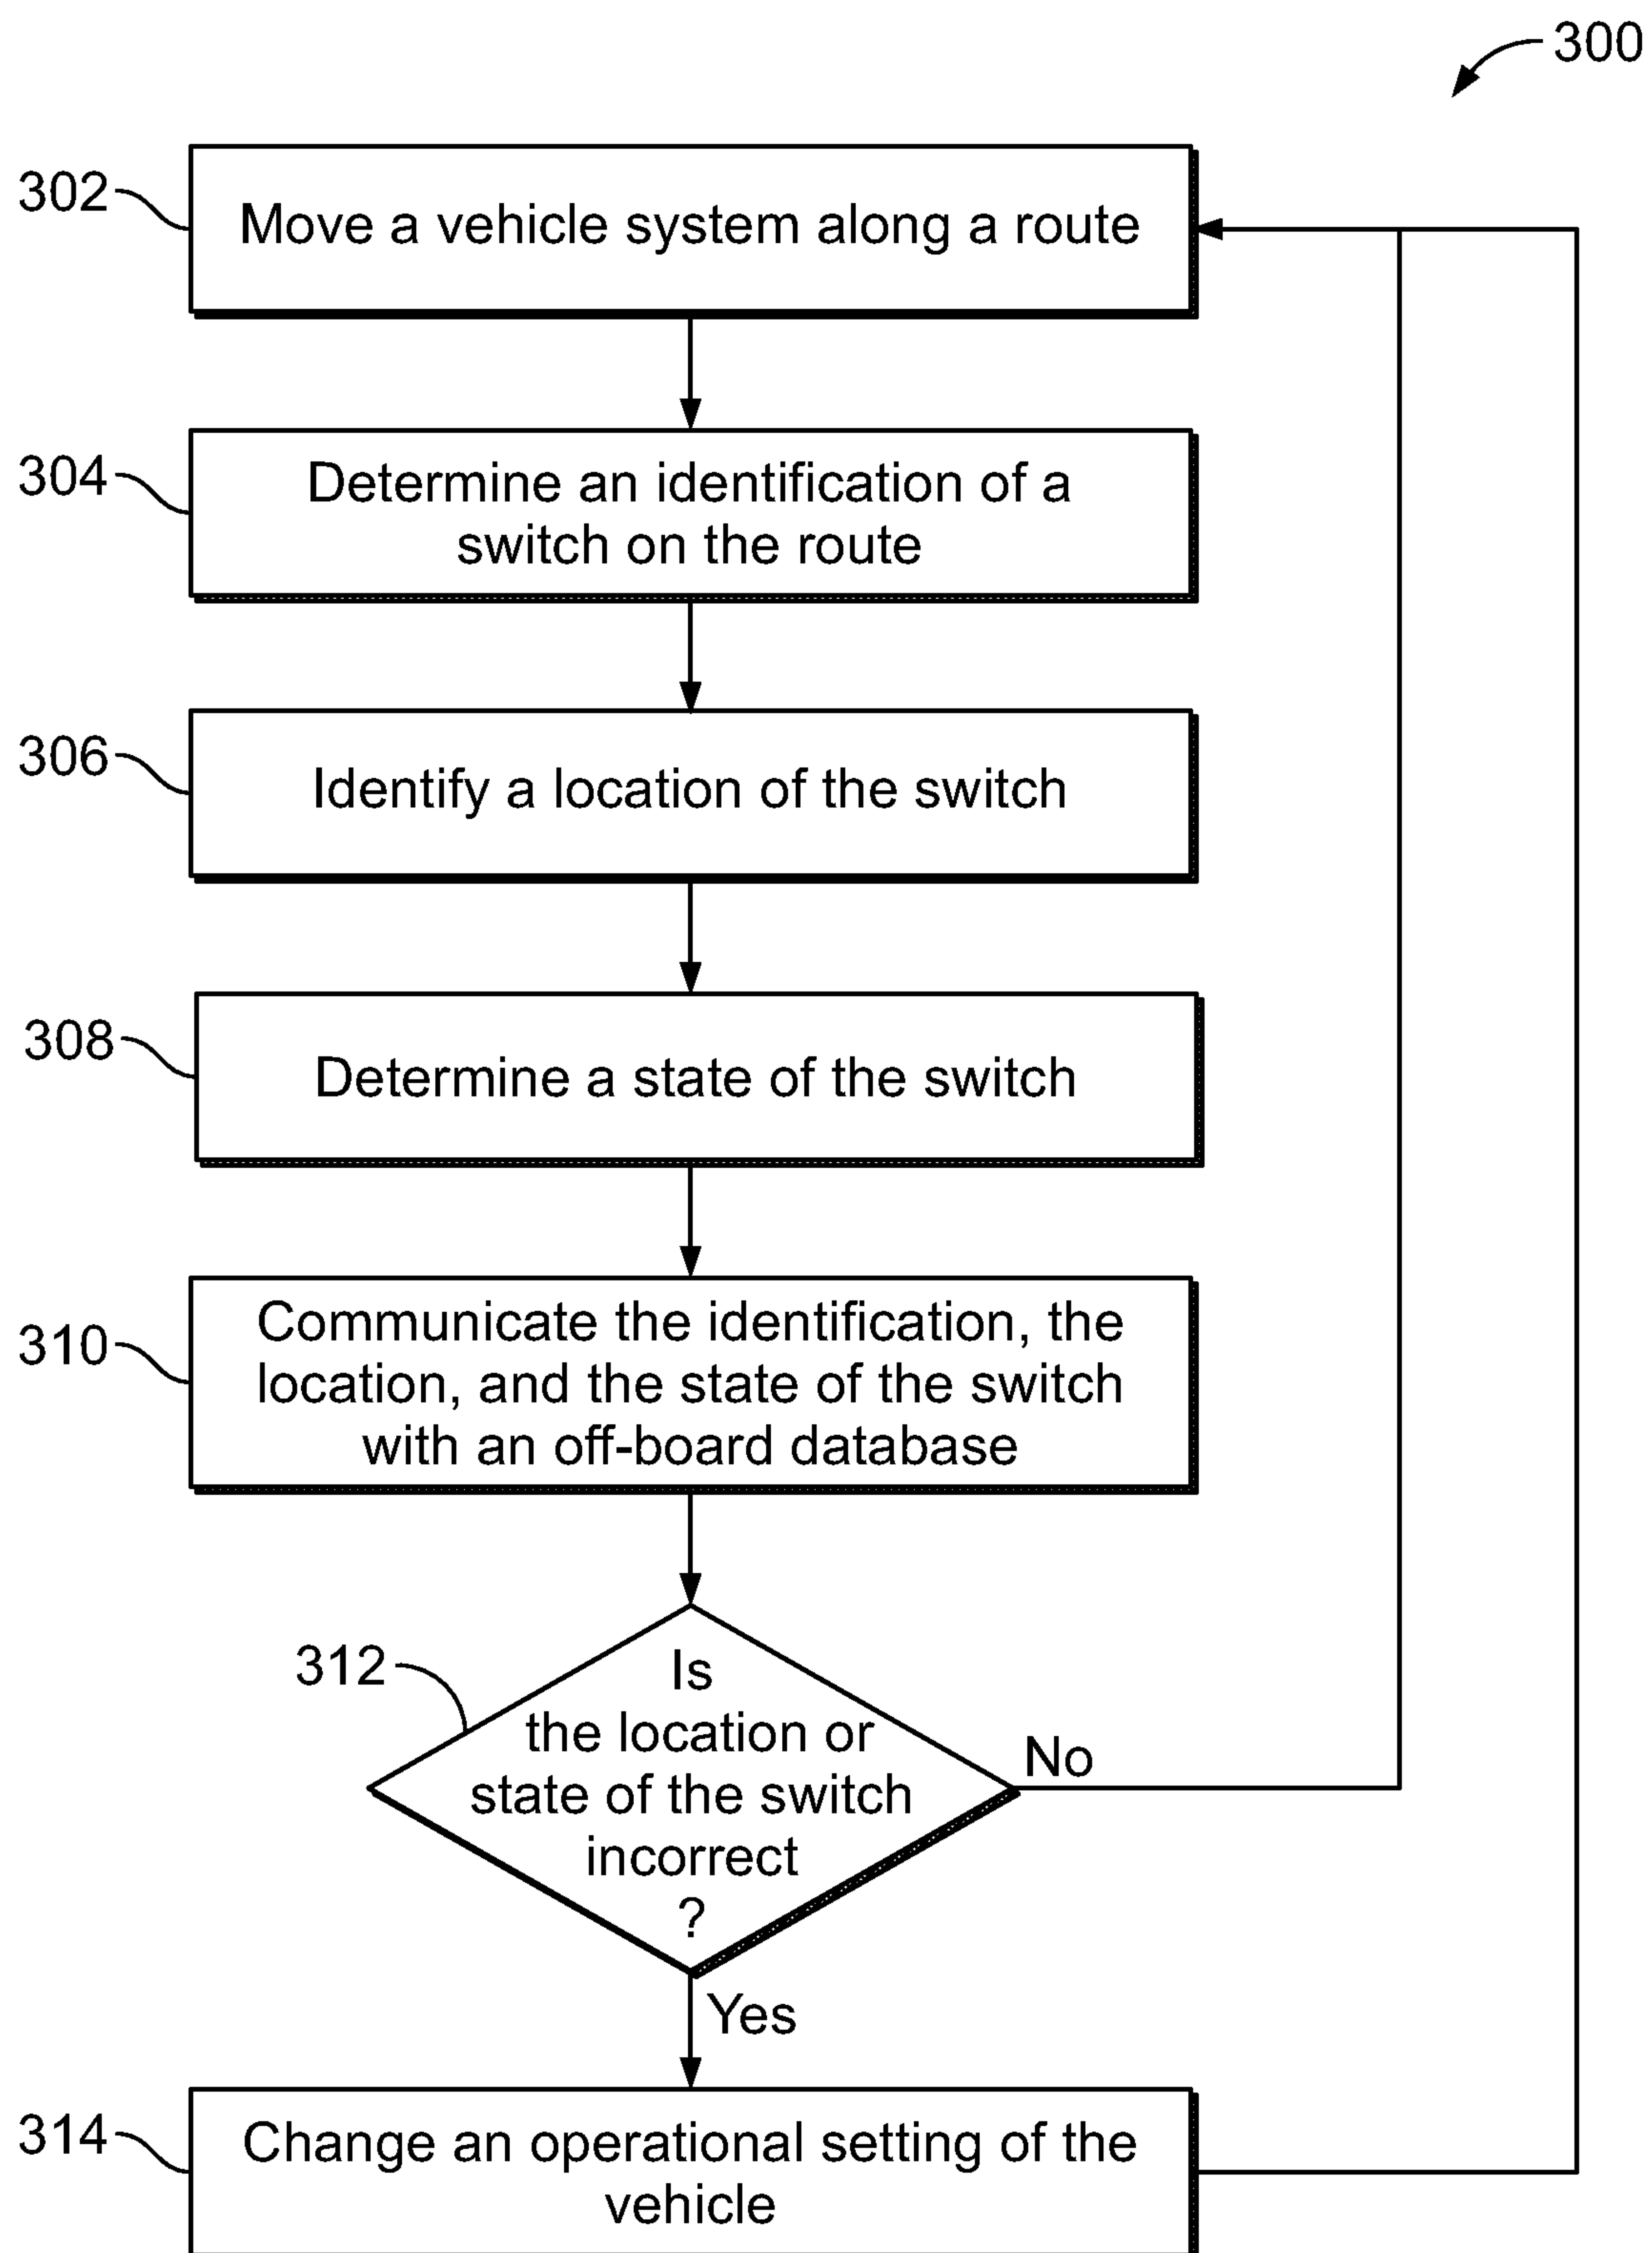 300
302
Move a vehicle system along a route
304
Determine an identification of a
switch on the route
306
Identify a location of the switch
308
Determine a state of the switch
310
Communicate the identification, the
location, and the state of the switch
with an off-board database
312
Is
the location or
state of the switch
incorrect
?
No
Yes
314
Change an operational setting of the
vehicle